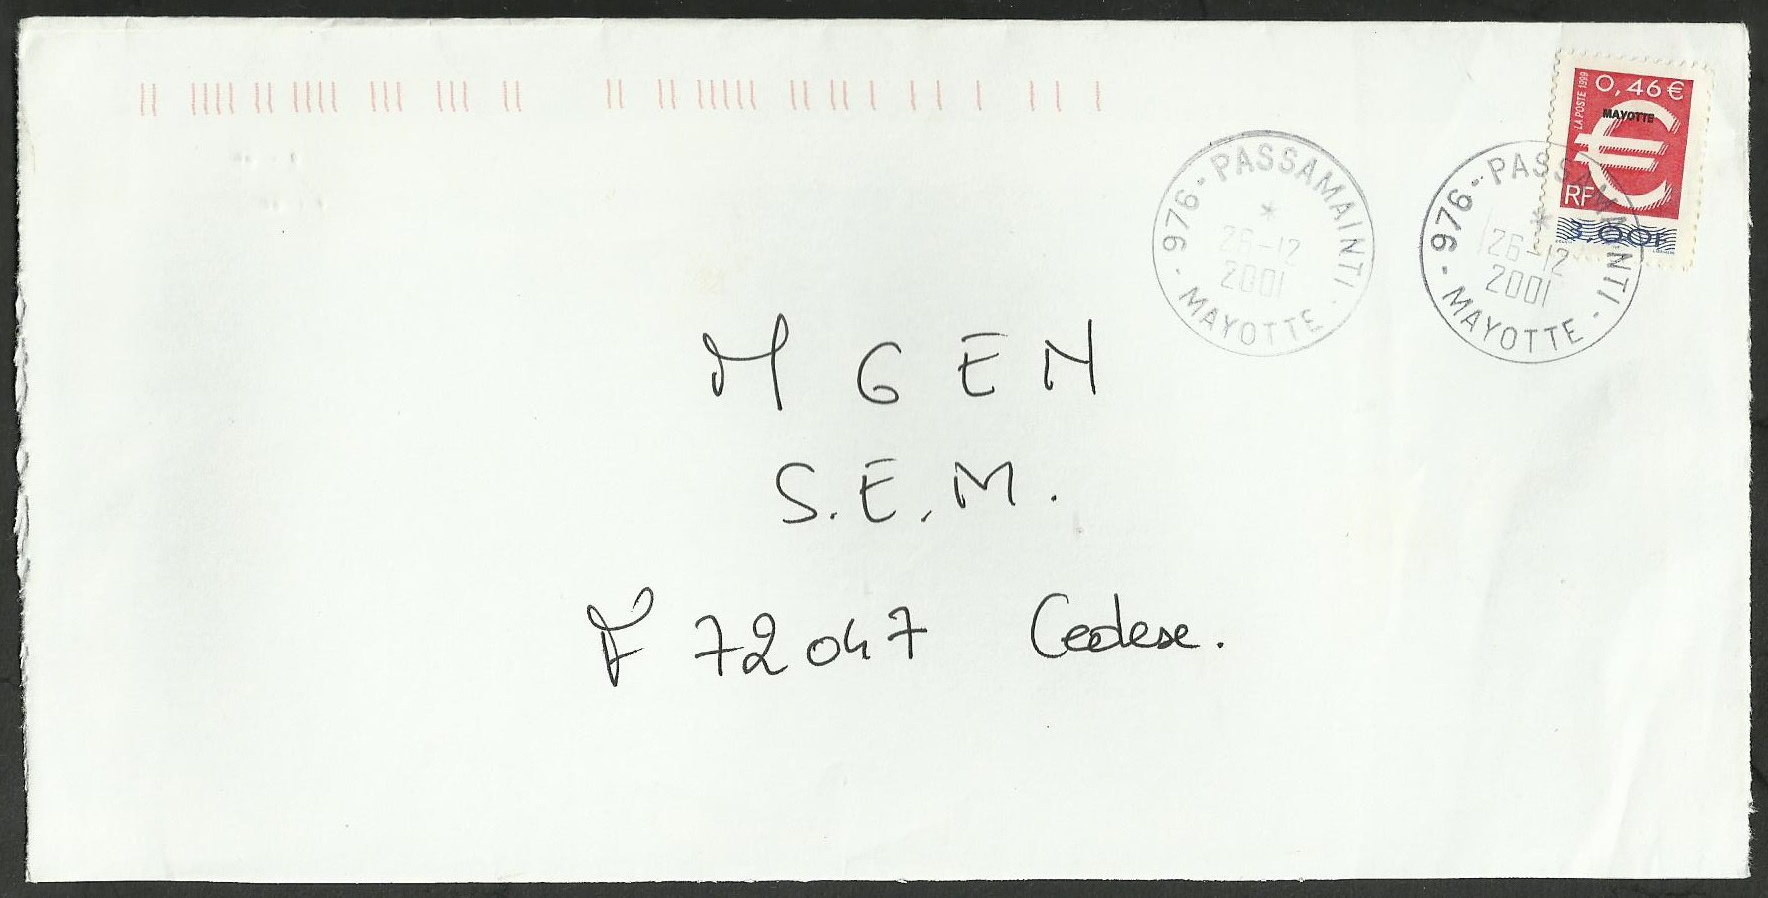 LA POSTE 1999
0,46 €
MAYOTTE
€
RF
3,00F
976 - PASSAMAINTI -
*
26-12
2001
- MAYOTTE -
976 - PASSAMAINTI -
*
26-12
2001
- MAYOTTE -
M G E N
S.E.M.
F 72047 Cedese.